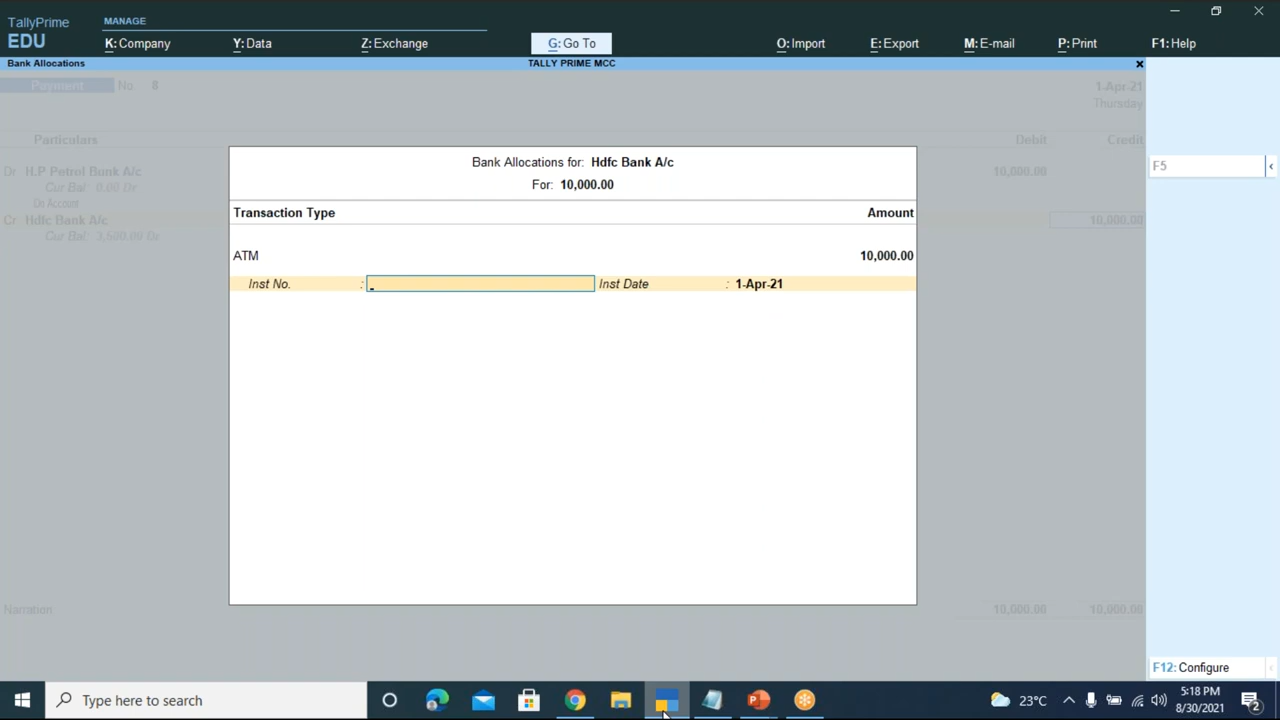 TallyPrime
EDU
MANAGE
K: Company Y: Data Z: Exchange G: Go To O: Import E: Export M: E-mail P: Print F1: Help
Bank Allocations TALLY PRIME MCC ×
Payment No. 8 1-Apr-21
Thursday
Particulars Debit Credit
Dr H.P Petrol Bank A/c 10,000.00
Cur Bal: 0.00 Dr
On Account
Cr Hdfc Bank A/c 10,000.00
Cur Bal: 3,500.00 Dr
Bank Allocations for: Hdfc Bank A/c
For: 10,000.00
Transaction Type Amount
ATM 10,000.00
Inst No. : Inst Date : 1-Apr-21
F5
Narration 10,000.00 10,000.00
F12: Configure
Type here to search 23°C 5:18 PM
8/30/2021 2